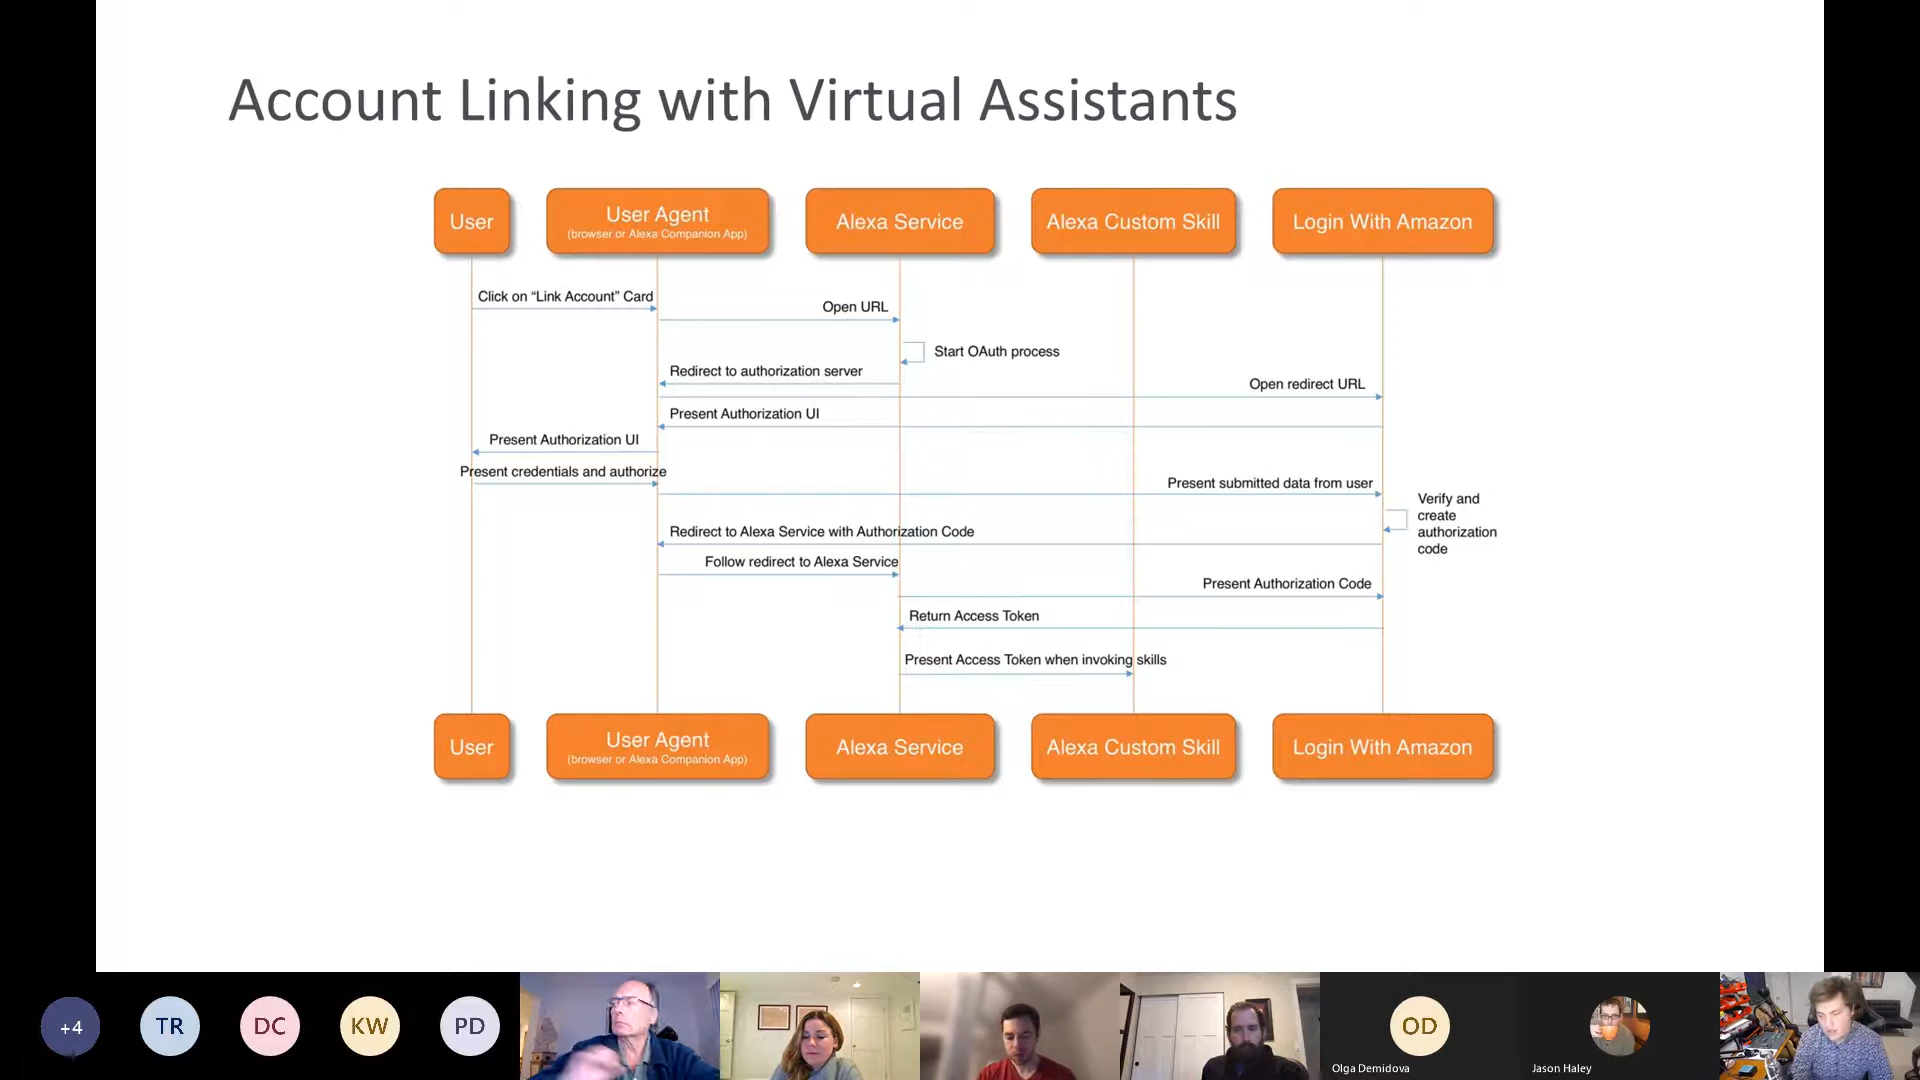 Account Linking with Virtual Assistants
User
User Agent
(browser or Alexa Companion App)
Alexa Service
Alexa Custom Skill
Login With Amazon
Click on “Link Account” Card
Open URL
Start OAuth process
Redirect to authorization server
Open redirect URL
Present Authorization UI
Present Authorization UI
Present credentials and authorize
Present submitted data from user
Verify and
create
authorization
code
Redirect to Alexa Service with Authorization Code
Follow redirect to Alexa Service
Present Authorization Code
Return Access Token
Present Access Token when invoking skills
User
User Agent
(browser or Alexa Companion App)
Alexa Service
Alexa Custom Skill
Login With Amazon
+4
TR
DC
KW
PD
OD
Olga Demidova
Jason Haley